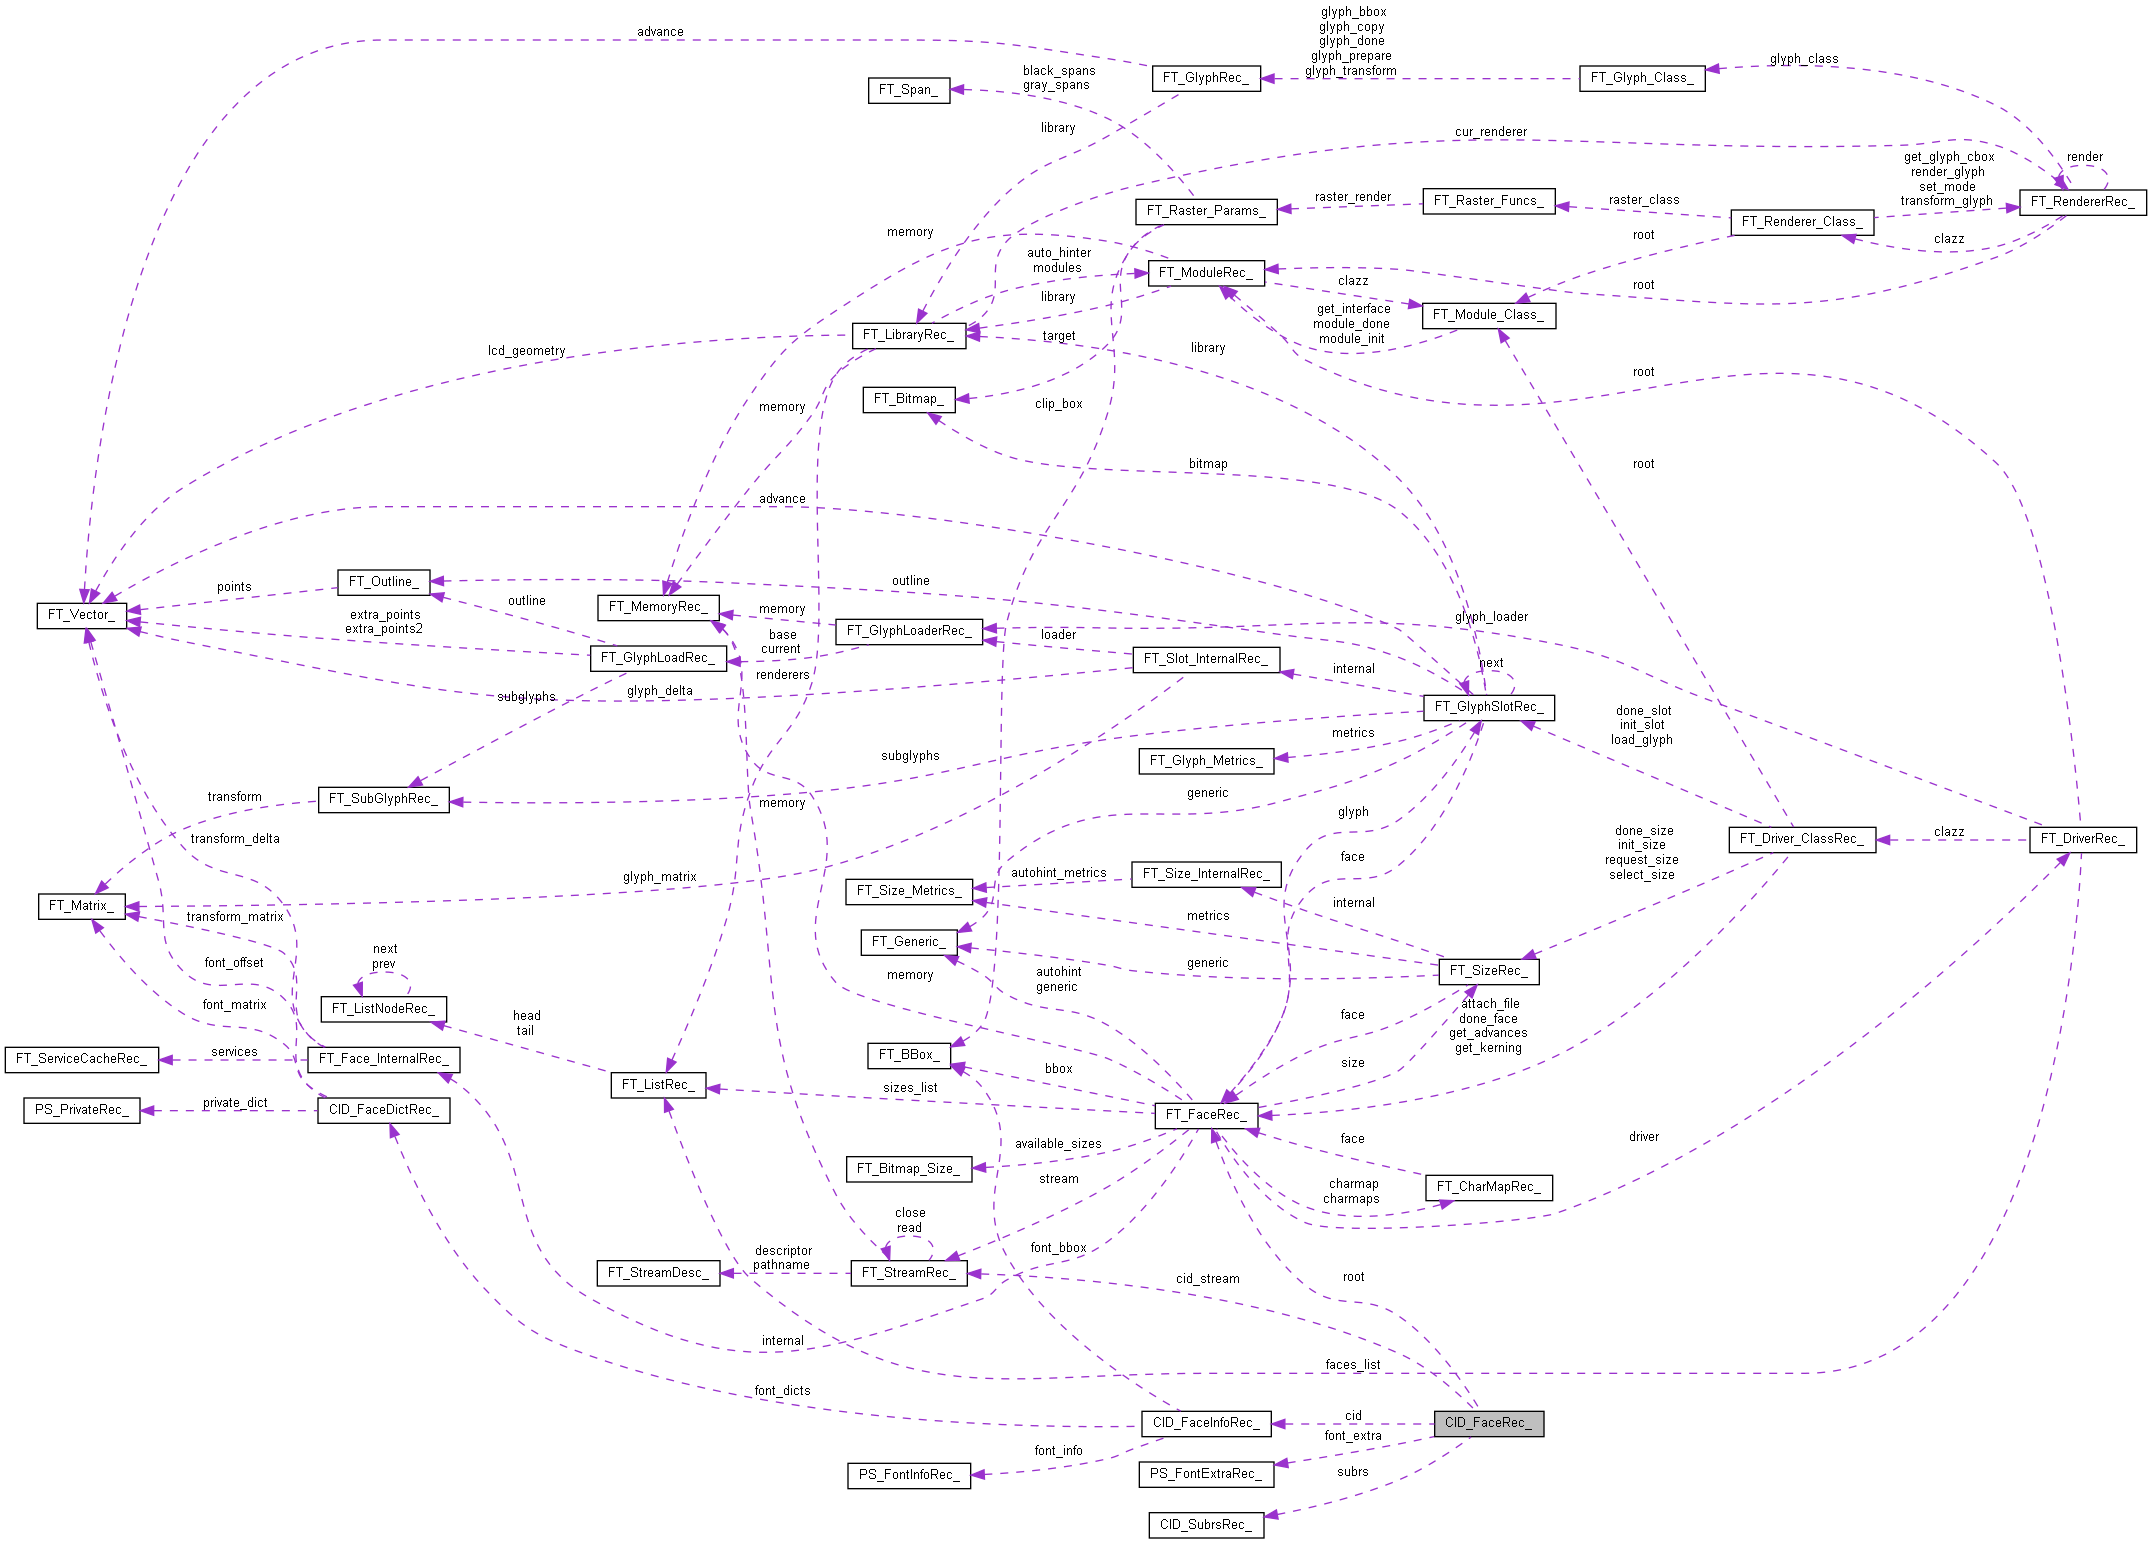 glyph_bbox
glyph_copy
glyph_done
glyph_prepare
glyph_transform
advance
glyph_class
FT_GlyphRec_
FT_Glyph_Class_
black_spans
gray_spans
FT_Span_
library
cur_renderer
get_glyph_cbox
render_glyph
set_mode
transform_glyph
render
FT_RendererRec_
FT_Raster_Params_
raster_render
FT_Raster_Funcs_
raster_class
FT_Renderer_Class_
memory
root
clazz
auto_hinter
modules
FT_ModuleRec_
clazz
root
library
get_interface
module_done
module_init
FT_Module_Class_
FT_LibraryRec_
target
library
lcd_geometry
root
FT_Bitmap_
memory
clip_box
bitmap
root
advance
FT_Outline_
points
outline
FT_Vector_
extra_points
extra_points2
outline
FT_MemoryRec_
memory
glyph_loader
FT_GlyphLoaderRec_
loader
base
current
FT_GlyphLoadRec_
FT_Slot_InternalRec_
internal
next
renderers
subglyphs
glyph_delta
FT_GlyphSlotRec_
done_slot
init_slot
load_glyph
metrics
FT_Glyph_Metrics_
subglyphs
generic
transform
FT_SubGlyphRec_
memory
glyph
transform_delta
done_size
init_size
request_size
select_size
FT_Driver_ClassRec_
clazz
FT_DriverRec_
face
glyph_matrix
FT_Size_Metrics_
autohint_metrics
FT_Size_InternalRec_
FT_Matrix_
transform_matrix
internal
metrics
FT_Generic_
generic
FT_SizeRec_
next
prev
font_offset
memory
autohint
generic
font_matrix
FT_ListNodeRec_
head
tail
face
attach_file
done_face
get_advances
get_kerning
FT_ServiceCacheRec_
services
FT_Face_InternalRec_
FT_BBox_
bbox
size
FT_ListRec_
sizes_list
PS_PrivateRec_
private_dict
CID_FaceDictRec_
FT_FaceRec_
available_sizes
face
driver
FT_Bitmap_Size_
stream
charmap
charmaps
FT_CharMapRec_
close
read
descriptor
pathname
font_bbox
FT_StreamDesc_
FT_StreamRec_
cid_stream
root
internal
faces_list
font_dicts
CID_FaceInfoRec_
cid
CID_FaceRec_
font_info
font_extra
PS_FontInfoRec_
PS_FontExtraRec_
subrs
CID_SubrsRec_